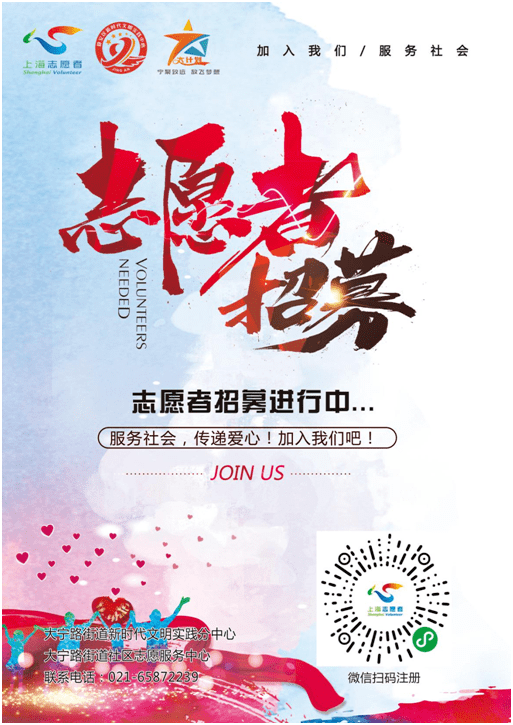 上海志愿者
Shanghai Volunteer
加入我们/服务社会
志愿者
招募
VOLUNTEERS
NEEDED
志愿者招募进行中...
服务社会，传递爱心！加入我们吧！
JOIN US
大宁路街道新时代文明实践分中心
大宁路街道社区志愿服务中心
联系电话：021-65872239
上海志愿者
Shanghai Volunteer
微信扫码注册